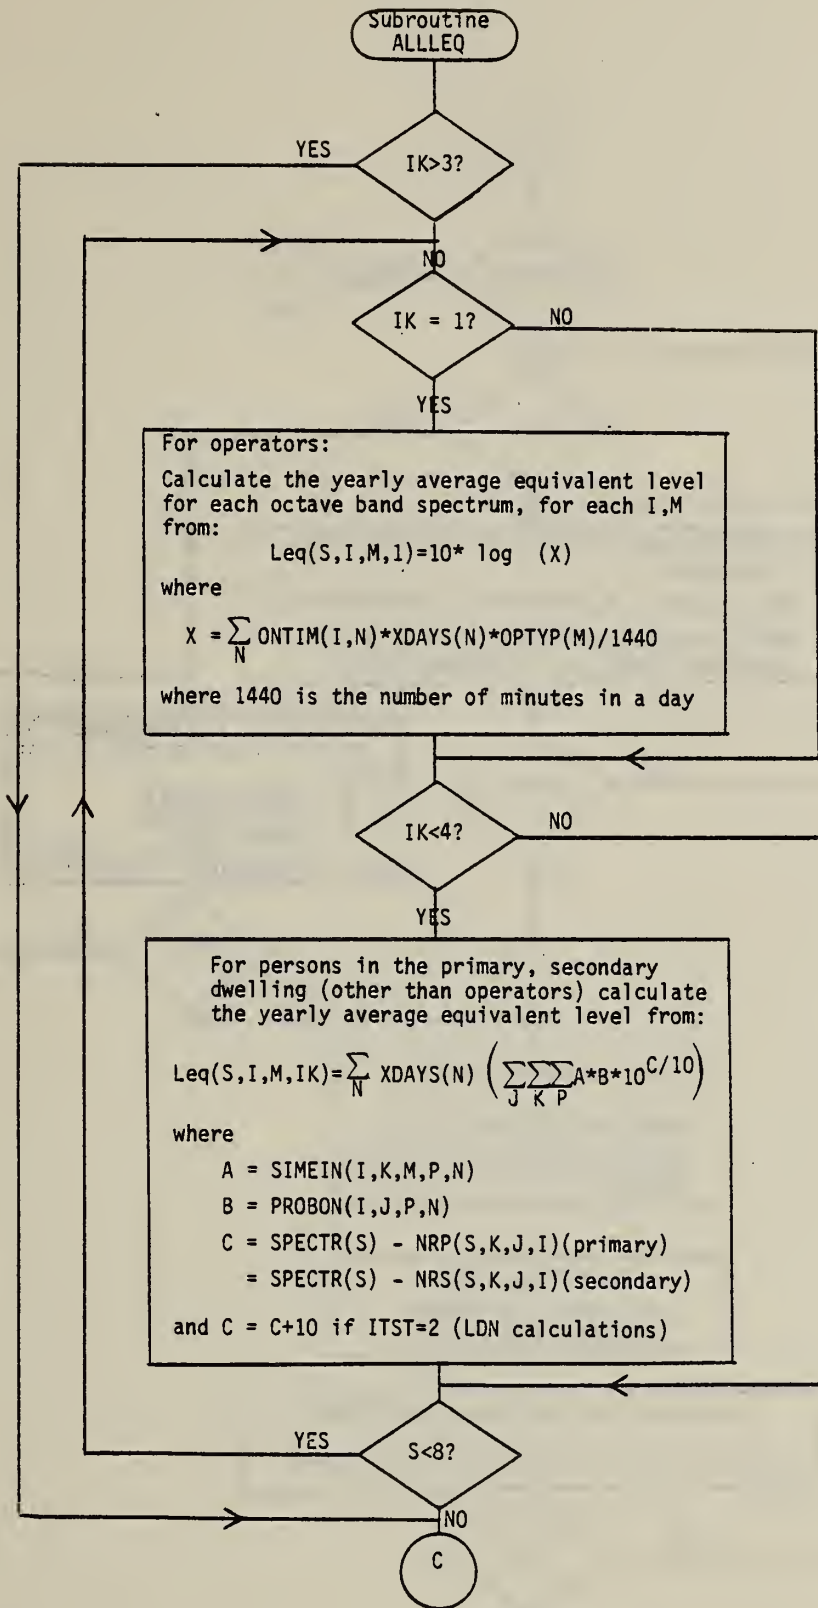 Subroutine
ALLLEQ
YES
IK>3?
NO
IK = 1?
NO
YES
For operators:
Calculate the yearly average equivalent level
for each octave band spectrum, for each I,M
from:
Leq(S,I,M,1)=10* log (X)
where
X = ∑ ONTIM(I,N)*XDAYS(N)*OPTYP(M)/1440
N
where 1440 is the number of minutes in a day
IK<4?
NO
YES
For persons in the primary, secondary
dwelling (other than operators) calculate
the yearly average equivalent level from:
Leq(S,I,M,IK)=∑ XDAYS(N) (∑∑∑A*B*10^C/10)
N J K P
where
A = SIMEIN(I,K,M,P,N)
B = PROBON(I,J,P,N)
C = SPECTR(S) - NRP(S,K,J,I)(primary)
= SPECTR(S) - NRS(S,K,J,I)(secondary)
and C = C+10 if ITST=2 (LDN calculations)
YES
S<8?
NO
C